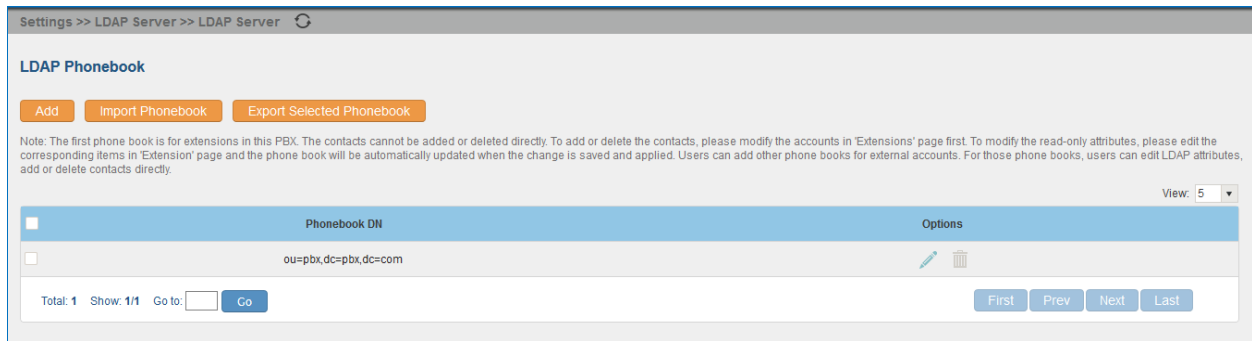 Settings >> LDAP Server >> LDAP Server
LDAP Phonebook
Add Import Phonebook Export Selected Phonebook
Note: The first phone book is for extensions in this PBX. The contacts cannot be added or deleted directly. To add or delete the contacts, please modify the accounts in 'Extensions' page first. To modify the read-only attributes, please edit the
corresponding items in 'Extension' page and the phone book will be automatically updated when the change is saved and applied. Users can add other phone books for external accounts. For those phone books, users can edit LDAP attributes,
add or delete contacts directly.
View: 5
Phonebook DN Options
ou=pbx,dc=pbx,dc=com
Total: 1 Show: 1/1 Go to: Go First Prev Next Last